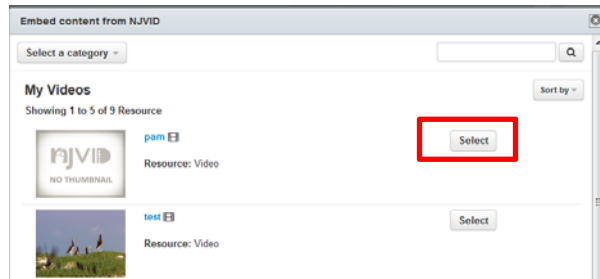 Embed content from NJVID
Select a category
My Videos
Sort by
Showing 1 to 5 of 9 Resource
pam
Select
Resource: Video
NJVID
NO THUMBNAIL
test
Select
Resource: Video